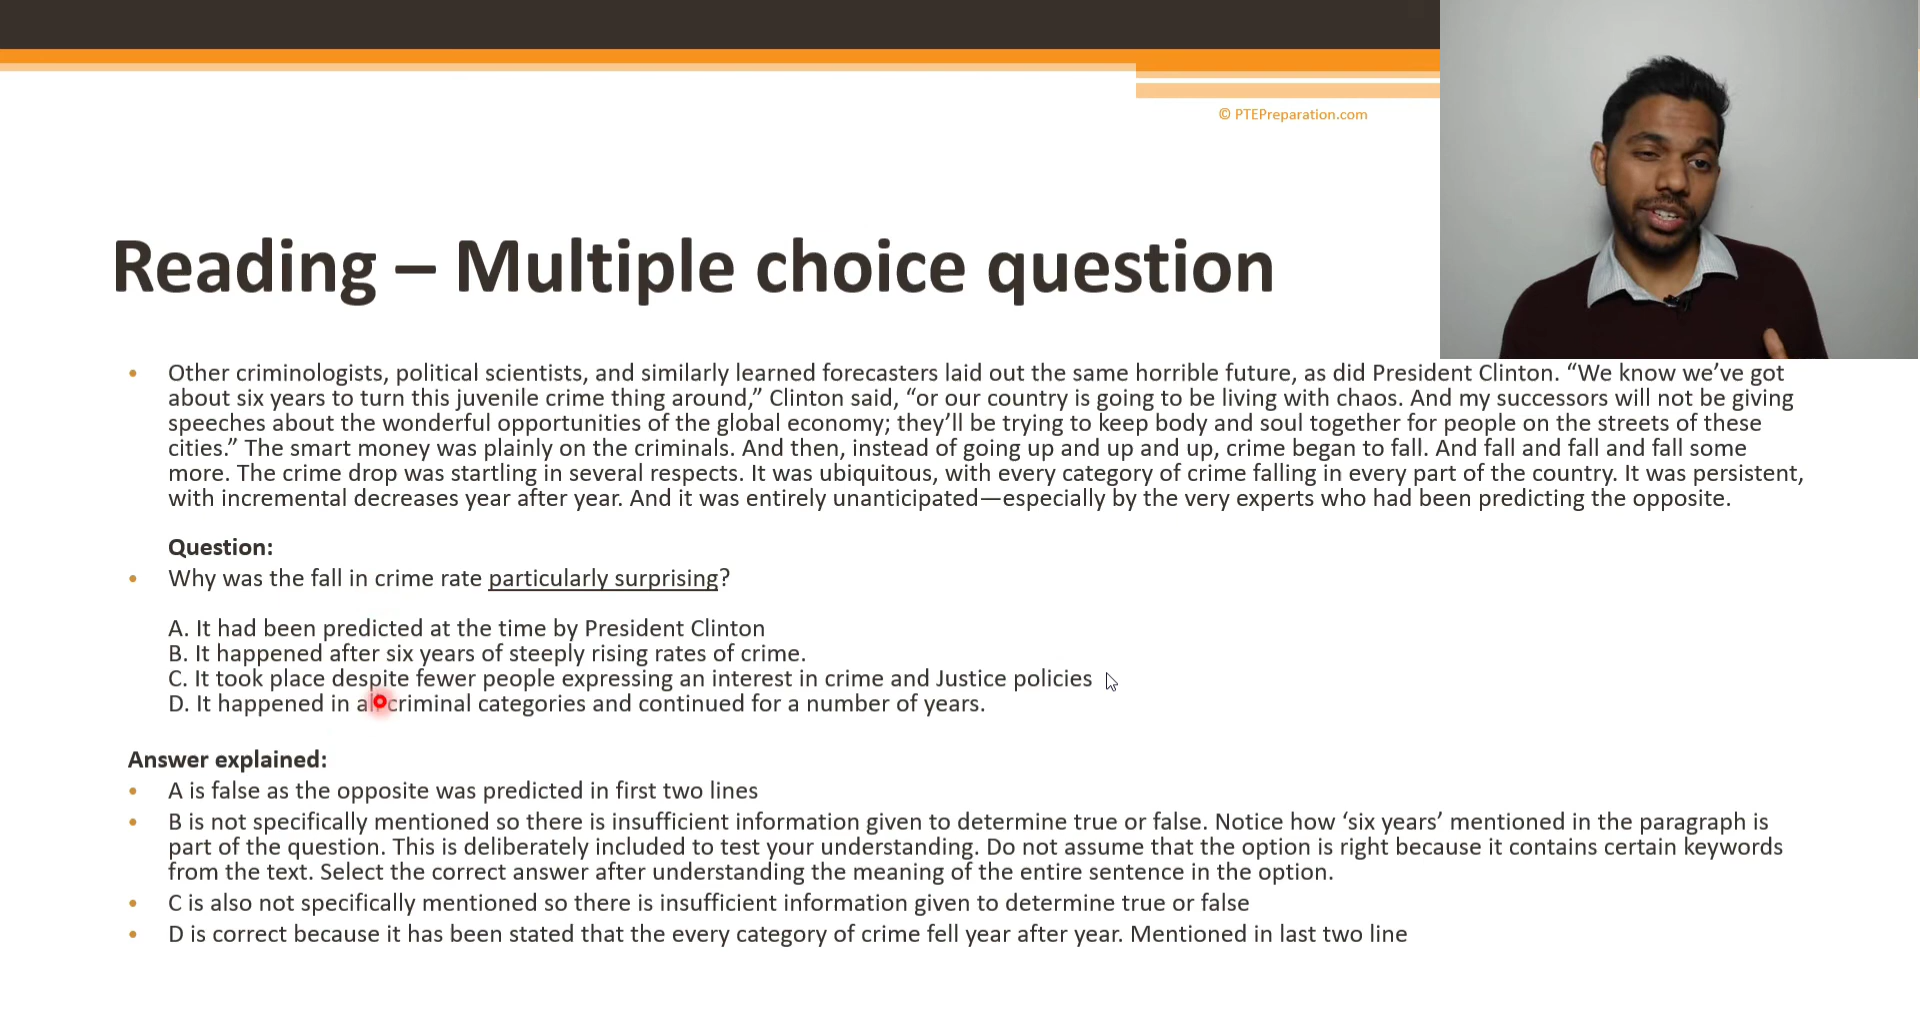 © PTEPreparation.com
Reading – Multiple choice question
• Other criminologists, political scientists, and similarly learned forecasters laid out the same horrible future, as did President Clinton. “We know we’ve got
about six years to turn this juvenile crime thing around,” Clinton said, “or our country is going to be living with chaos. And my successors will not be giving
speeches about the wonderful opportunities of the global economy; they’ll be trying to keep body and soul together for people on the streets of these
cities.” The smart money was plainly on the criminals. And then, instead of going up and up and up, crime began to fall. And fall and fall and fall some
more. The crime drop was startling in several respects. It was ubiquitous, with every category of crime falling in every part of the country. It was persistent,
with incremental decreases year after year. And it was entirely unanticipated—especially by the very experts who had been predicting the opposite.
Question:
• Why was the fall in crime rate particularly surprising?
A. It had been predicted at the time by President Clinton
B. It happened after six years of steeply rising rates of crime.
C. It took place despite fewer people expressing an interest in crime and Justice policies
D. It happened in all criminal categories and continued for a number of years.
Answer explained:
• A is false as the opposite was predicted in first two lines
• B is not specifically mentioned so there is insufficient information given to determine true or false. Notice how ‘six years’ mentioned in the paragraph is
part of the question. This is deliberately included to test your understanding. Do not assume that the option is right because it contains certain keywords
from the text. Select the correct answer after understanding the meaning of the entire sentence in the option.
• C is also not specifically mentioned so there is insufficient information given to determine true or false
• D is correct because it has been stated that the every category of crime fell year after year. Mentioned in last two line